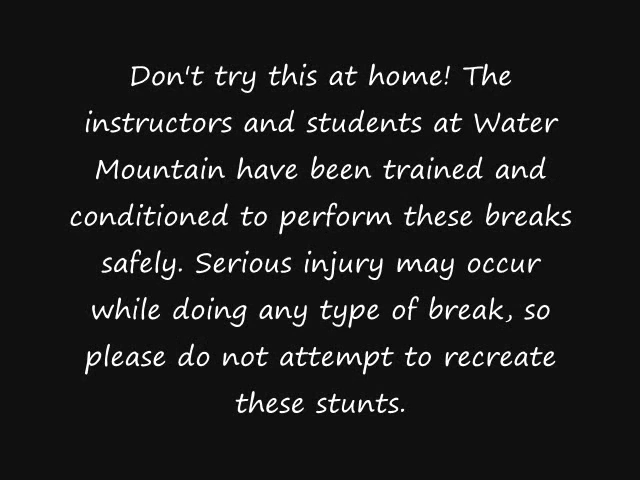 Don't try this at home! The
instructors and students at Water
Mountain have been trained and
conditioned to perform these breaks
safely. Serious injury may occur
while doing any type of break, so
please do not attempt to recreate
these stunts.